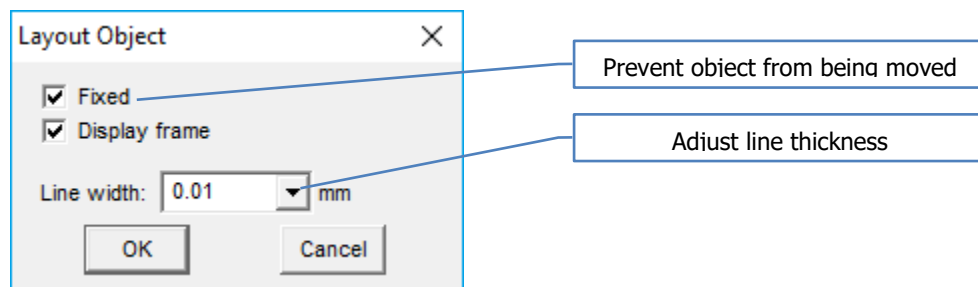 Layout Object
Fixed
Prevent object from being moved
Display frame
Adjust line thickness
Line width: 0.01 mm
OK Cancel